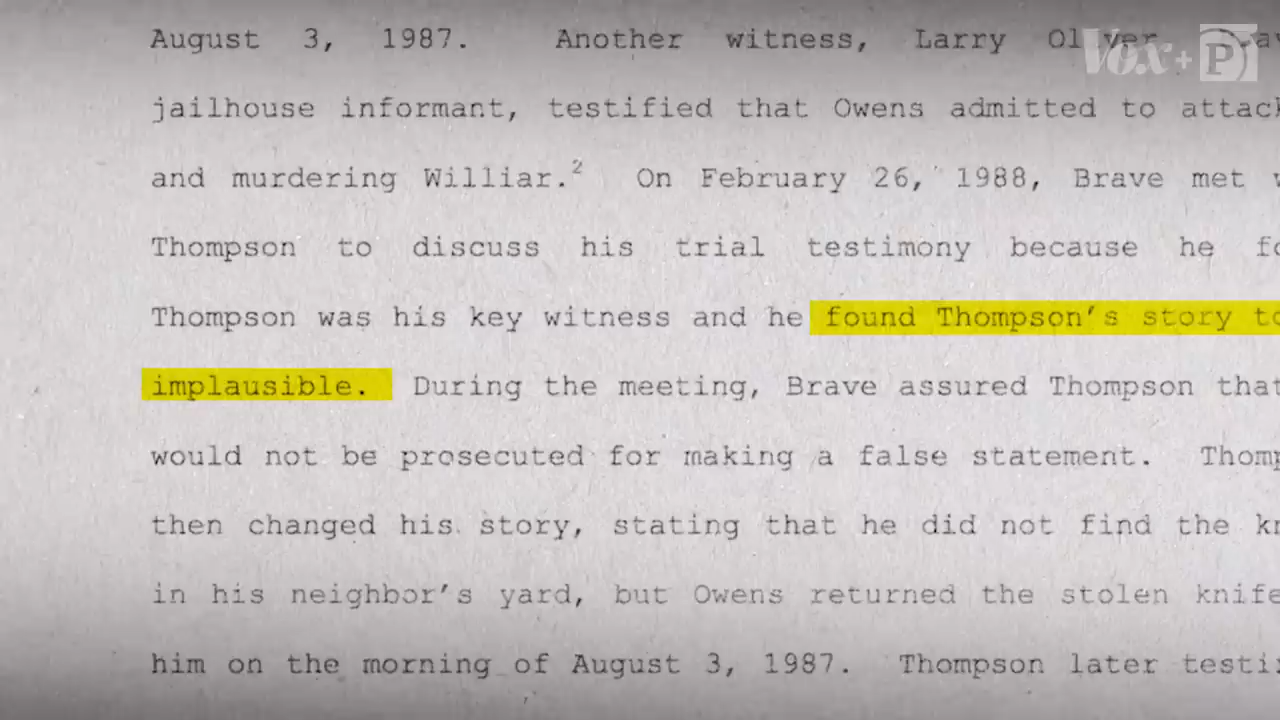 August 3, 1987. Another witness, Larry
jailhouse informant, testified that Owens admitted to
and murdering Williar.2 On February 26, 1988, Brave met
Thompson to discuss his trial testimony because he
Thompson was his key witness and he found Thompson's story
implausible. During the meeting, Brave assured Thompson that
would not be prosecuted for making a false statement.
then changed his story, stating that he did not find the
in his neighbor's yard, but Owens returned the stolen knife
him on the morning of August 3, 1987. Thompson later
Vox+P